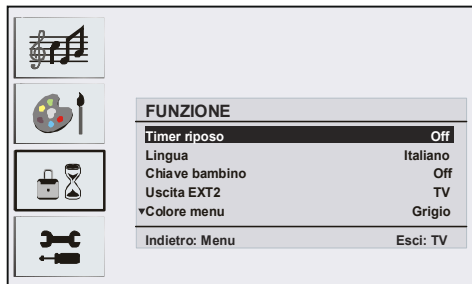 FUNZIONE
Timer riposo Off
Lingua Italiano
Chiave bambino Off
Uscita EXT2 TV
▼Colore menu Grigio
Indietro: Menu Esci: TV